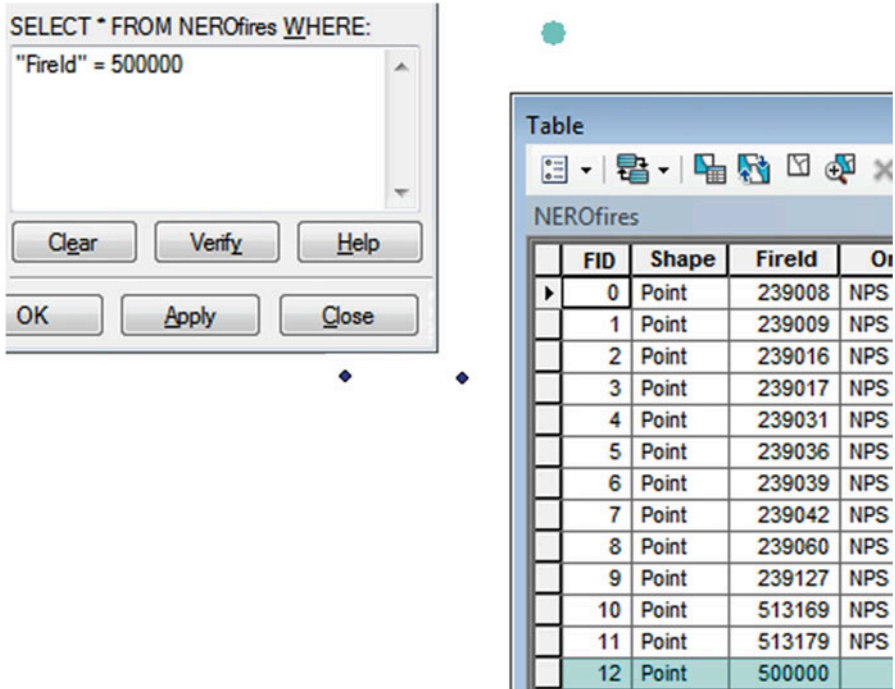 SELECT * FROM NEROfires WHERE:
"FireId" = 500000
Clear Verify Help
OK Apply Close
Table
NEROfires
FID Shape FireId Or
0 Point 239008 NPS
1 Point 239009 NPS
2 Point 239016 NPS
3 Point 239017 NPS
4 Point 239031 NPS
5 Point 239036 NPS
6 Point 239039 NPS
7 Point 239042 NPS
8 Point 239060 NPS
9 Point 239127 NPS
10 Point 513169 NPS
11 Point 513179 NPS
12 Point 500000